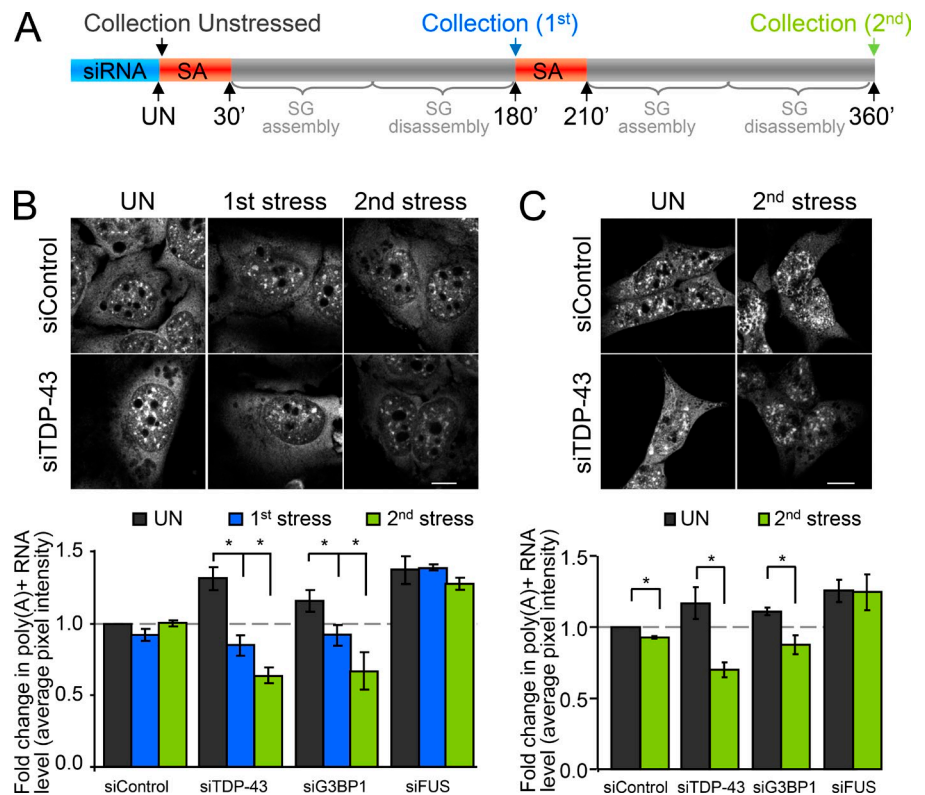 A
Collection Unstressed
Collection (1st)
Collection (2nd)
siRNA
SA
SA
UN
30’
SG assembly
SG disassembly
180’
210’
SG assembly
SG disassembly
360’
B
UN
1st stress
2nd stress
siControl
siTDP-43
UN
1st stress
2nd stress
Fold change in poly(A)+ RNA
level (average pixel intensity)
1.5
1.0
0.5
0.0
* * * *
siControl
siTDP-43
siG3BP1
siFUS
C
UN
2nd stress
siControl
siTDP-43
UN
2nd stress
Fold change in poly(A)+ RNA
level (average pixel intensity)
1.5
1.0
0.5
0.0
* * *
siControl
siTDP-43
siG3BP1
siFUS